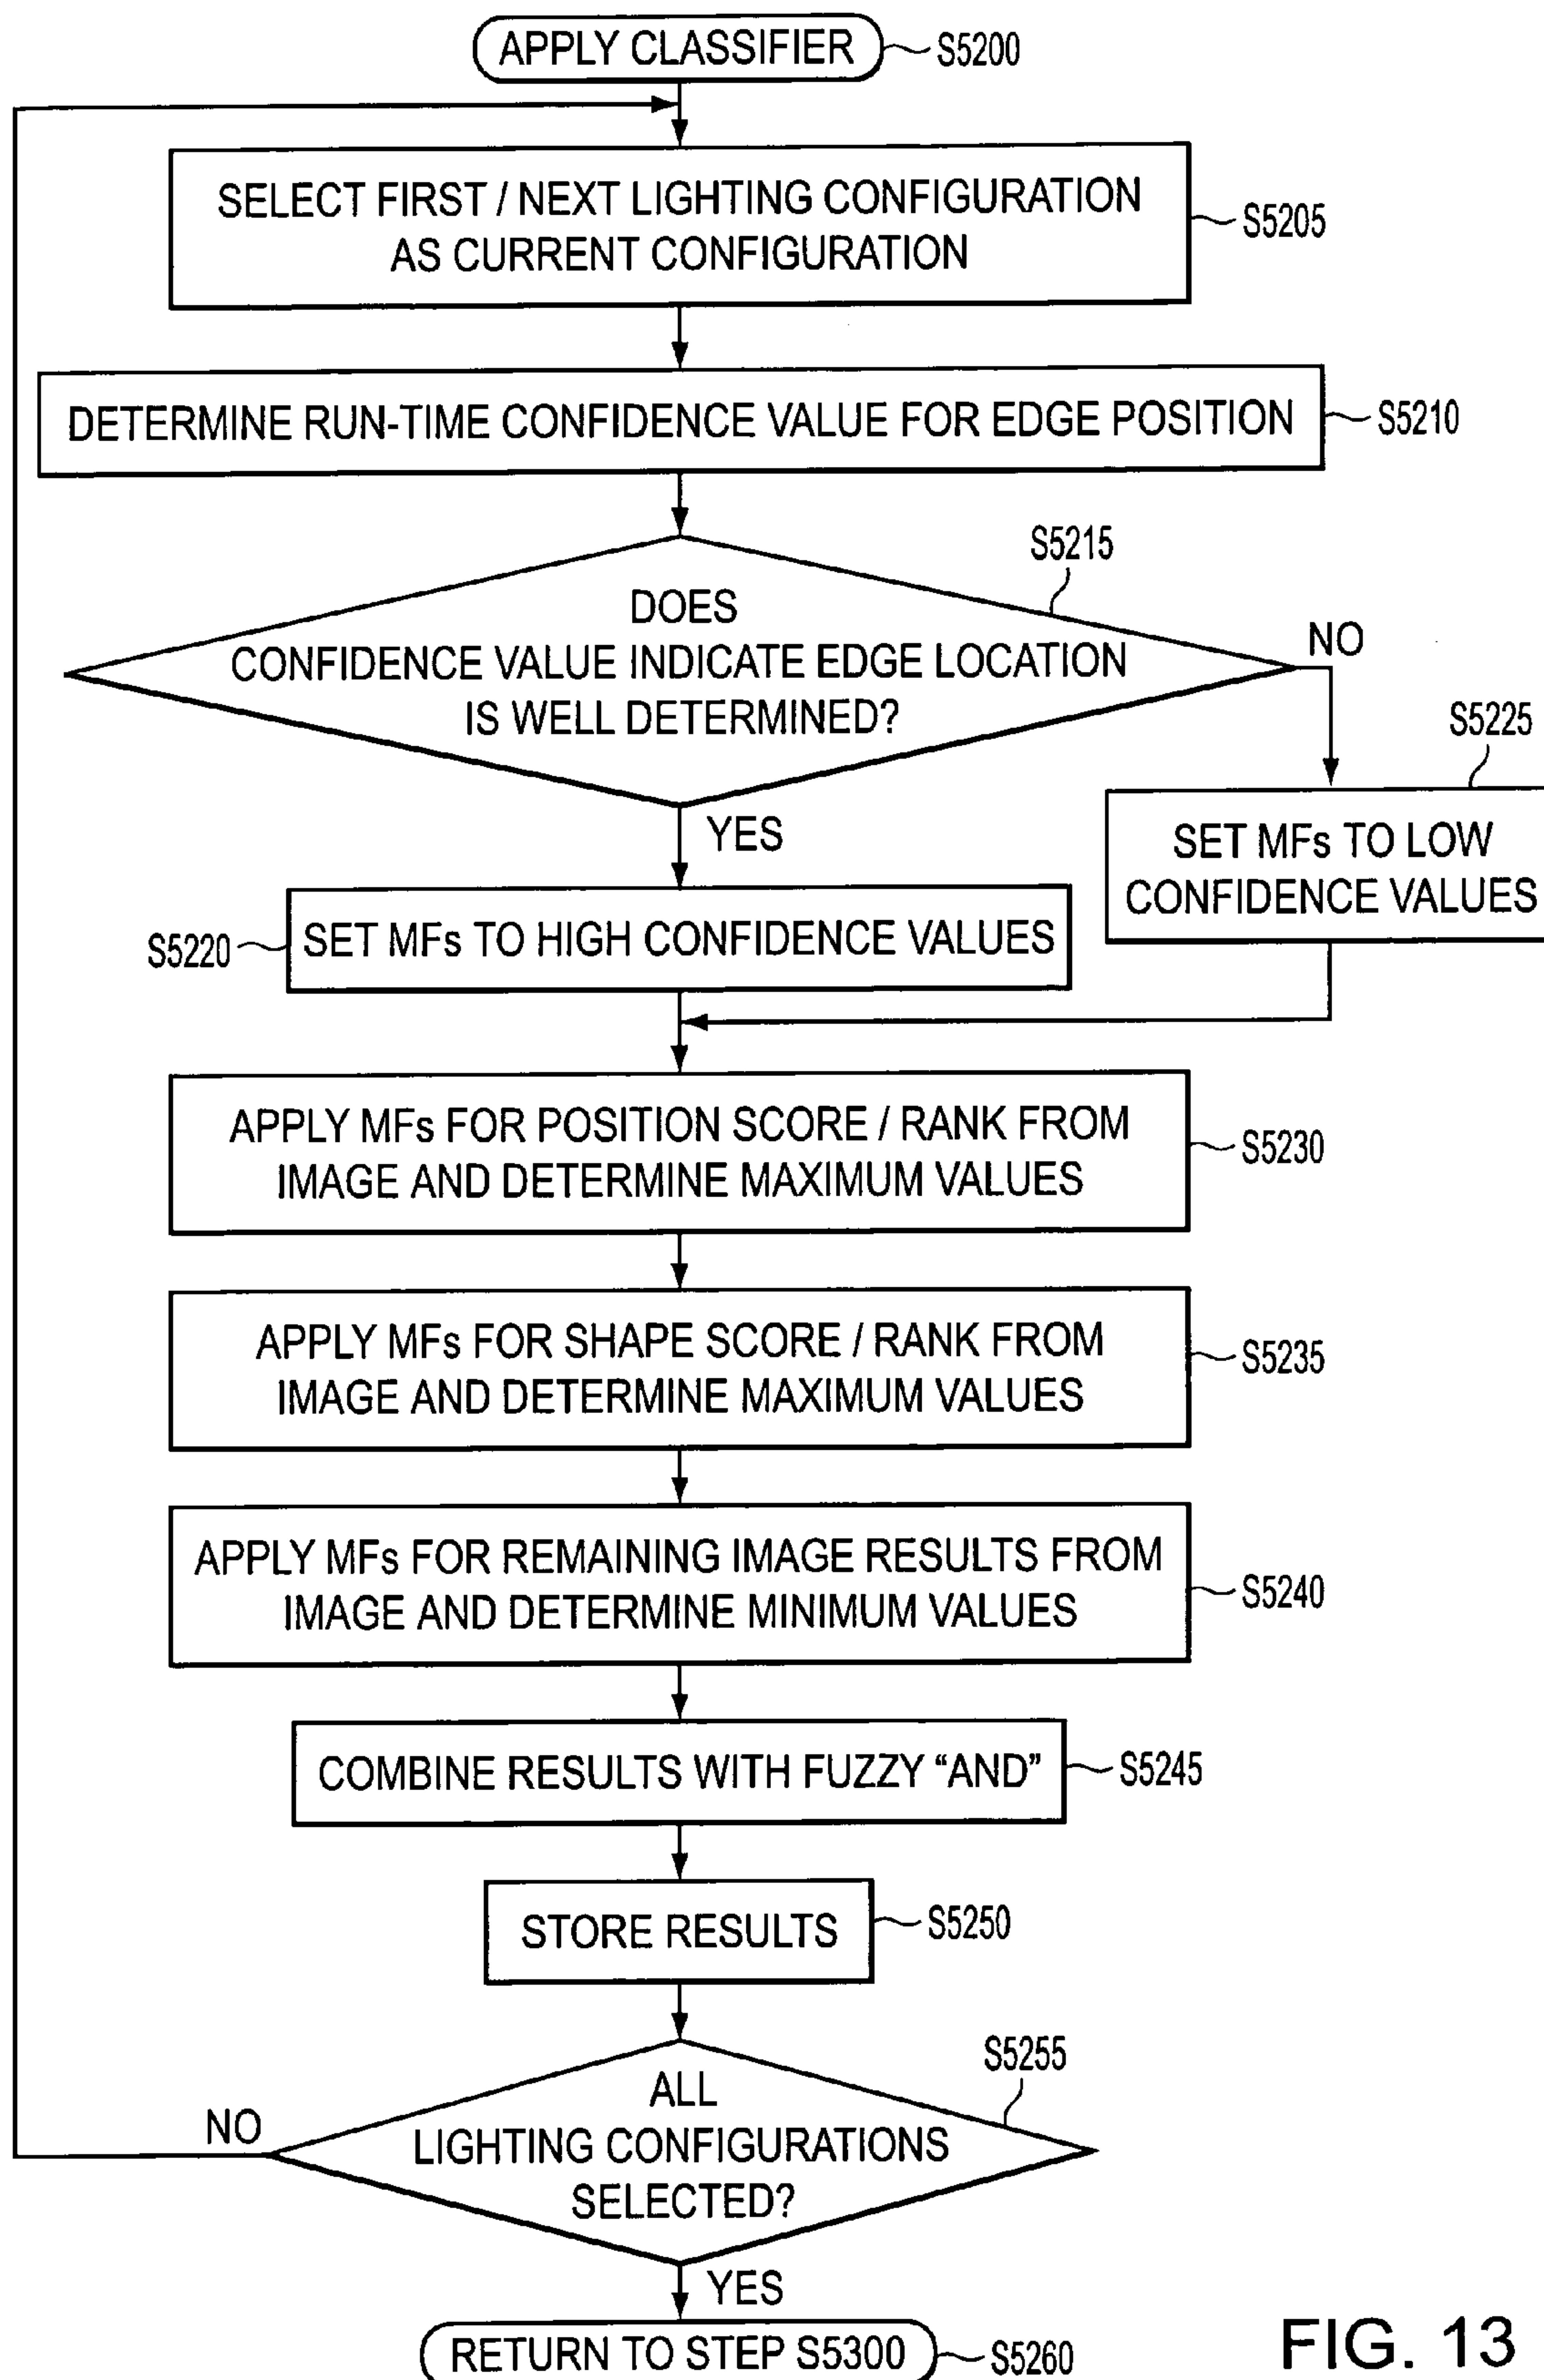 APPLY CLASSIFIER
S5200
SELECT FIRST / NEXT LIGHTING CONFIGURATION
AS CURRENT CONFIGURATION
S5205
DETERMINE RUN-TIME CONFIDENCE VALUE FOR EDGE POSITION
S5210
S5215
DOES
CONFIDENCE VALUE INDICATE EDGE LOCATION
IS WELL DETERMINED?
NO
YES
S5225
SET MFs TO LOW
CONFIDENCE VALUES
S5220
SET MFs TO HIGH CONFIDENCE VALUES
APPLY MFs FOR POSITION SCORE / RANK FROM
IMAGE AND DETERMINE MAXIMUM VALUES
S5230
APPLY MFs FOR SHAPE SCORE / RANK FROM
IMAGE AND DETERMINE MAXIMUM VALUES
S5235
APPLY MFs FOR REMAINING IMAGE RESULTS FROM
IMAGE AND DETERMINE MINIMUM VALUES
S5240
COMBINE RESULTS WITH FUZZY “AND”
S5245
STORE RESULTS
S5250
S5255
ALL
LIGHTING CONFIGURATIONS
SELECTED?
NO
YES
RETURN TO STEP S5300
S5260
FIG. 13